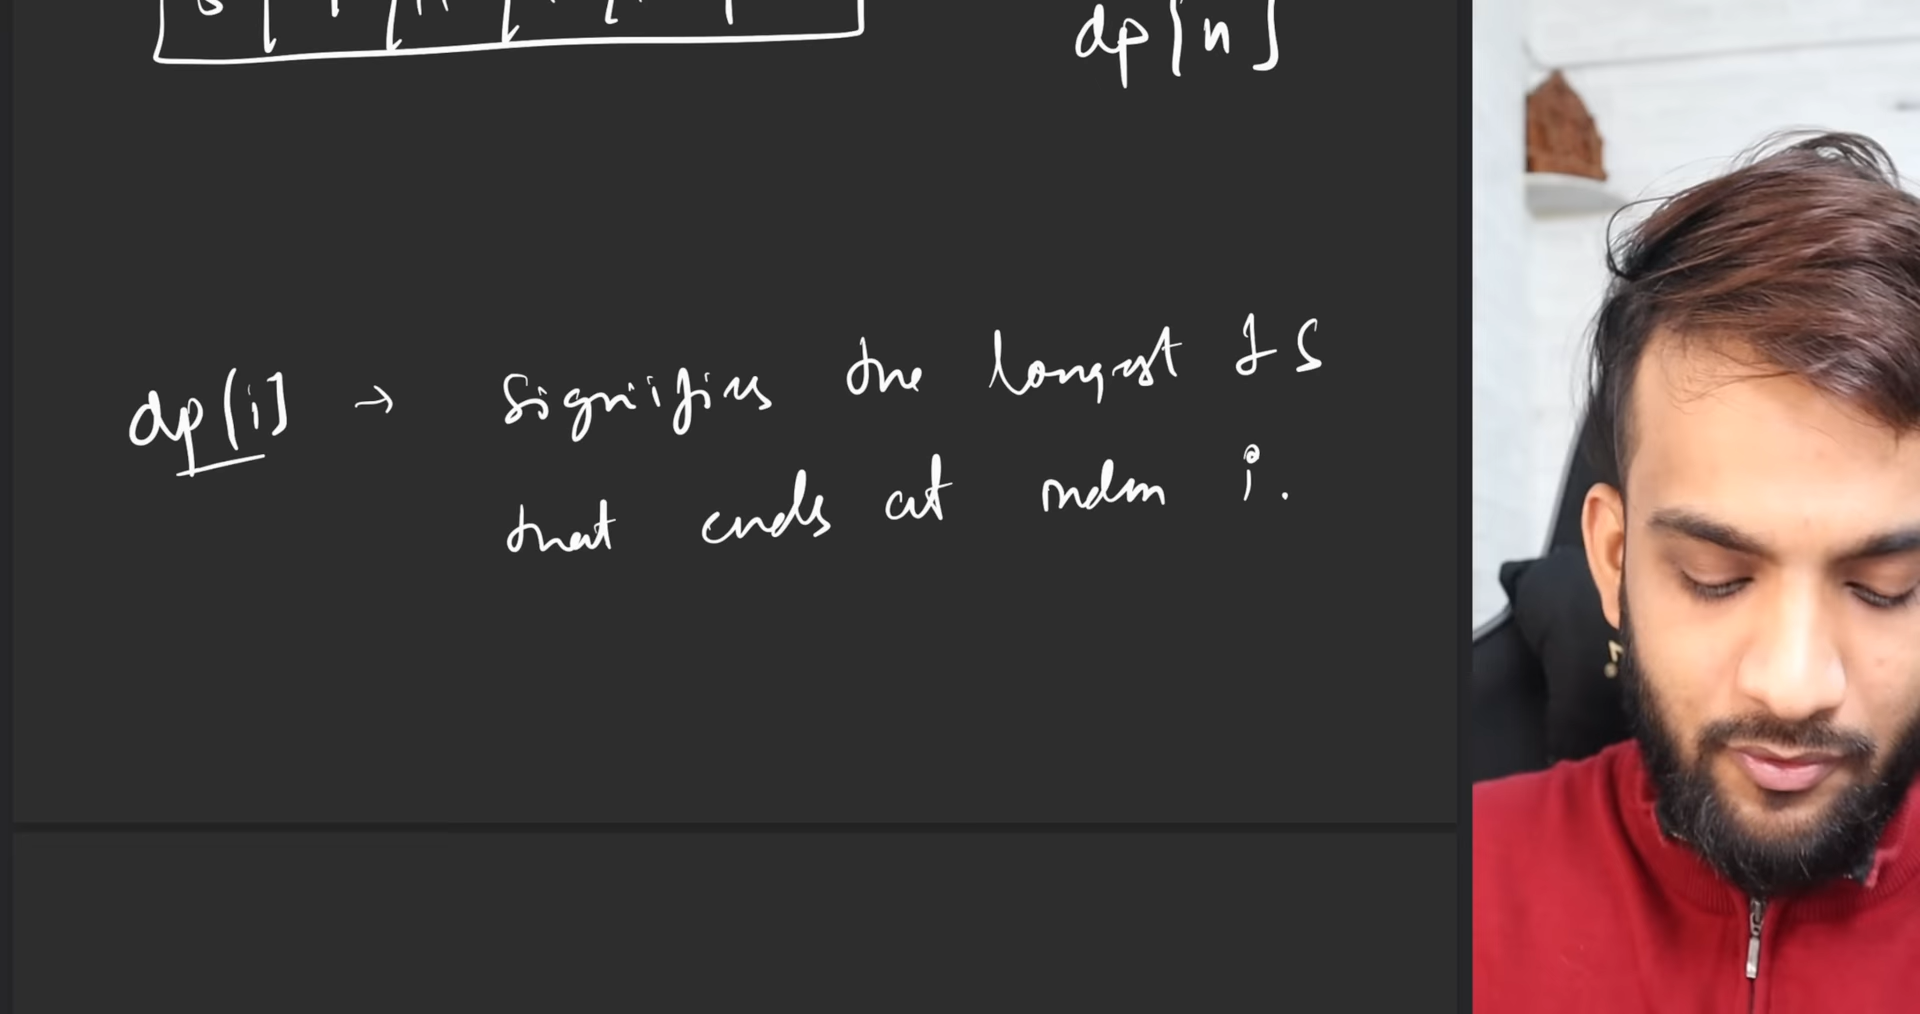 dp[n]
dp[i] → Signifies the longest IS
that ends at index i.